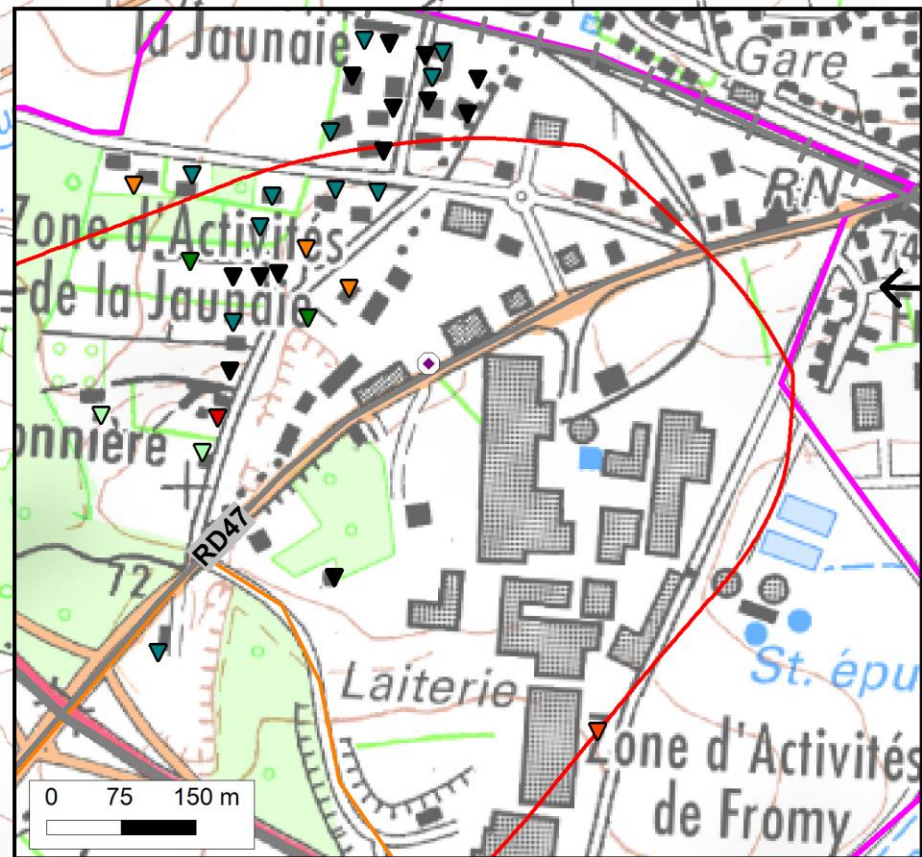 la Jaunaie
Gare
RN
74
Zone d'Activités
de la Jaunaie
onnière
RD47
72
Laiterie
St. épu
Zone d'Activités
de Fromy
0 75 150 m